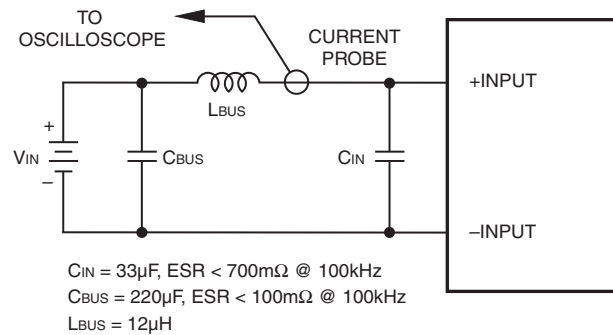 TO
OSCILLOSCOPE
CURRENT
PROBE
+INPUT
LBUS
+
VIN
–
CBUS
CIN
–INPUT
CIN = 33µF, ESR < 700mΩ @ 100kHz
CBUS = 220µF, ESR < 100mΩ @ 100kHz
LBUS = 12µH